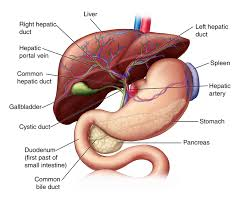 Liver
Right hepatic
duct
Left hepatic
duct
Hepatic
portal vein
Spleen
Common
hepatic duct
Hepatic
artery
Gallbladder
Cystic duct
Stomach
Pancreas
Duodenum
(first past of
small intestine)
Common
bile duct